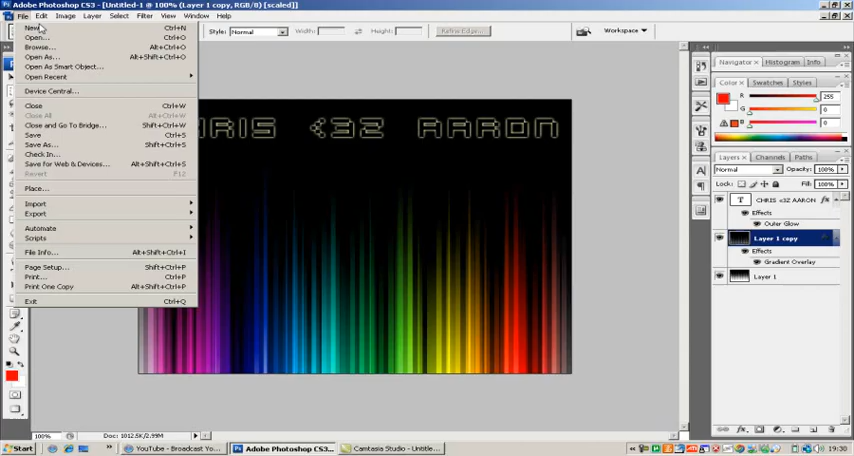 Adobe Photoshop CS3 - [Untitled-1 @ 100% (Layer 1 copy, RGB/8) [scaled]]
File Edit Image Layer Select Filter View Window Help
Style: Normal Width: Height: Refine Edge... Workspace
New... Ctrl+N
Open... Ctrl+O
Browse... Alt+Ctrl+O
Open As... Alt+Shift+Ctrl+O
Open As Smart Object...
Open Recent
Device Central...
Close Ctrl+W
Close All Alt+Ctrl+W
Close and Go To Bridge... Shift+Ctrl+W
Save Ctrl+S
Save As... Shift+Ctrl+S
Check In...
Save for Web & Devices... Alt+Shift+Ctrl+S
Revert F12
Place...
Import
Export
Automate
Scripts
File Info... Alt+Shift+Ctrl+I
Page Setup... Shift+Ctrl+P
Print... Ctrl+P
Print One Copy Alt+Shift+Ctrl+P
Exit Ctrl+Q
HRIS <3Z AARON
Navigator Histogram Info
Color Swatches Styles
R 255
G 0
B 0
Layers Channels Paths
Normal Opacity: 100%
Lock: Fill: 100%
T CHRIS <3Z AARON fx
Effects
Outer Glow
Layer 1 copy
Effects
Gradient Overlay
Layer 1
100% Doc: 1012.5K/2.99M
Start YouTube - Broadcast Yo... Adobe Photoshop CS3... Camtasia Studio - Untitle... 19:30